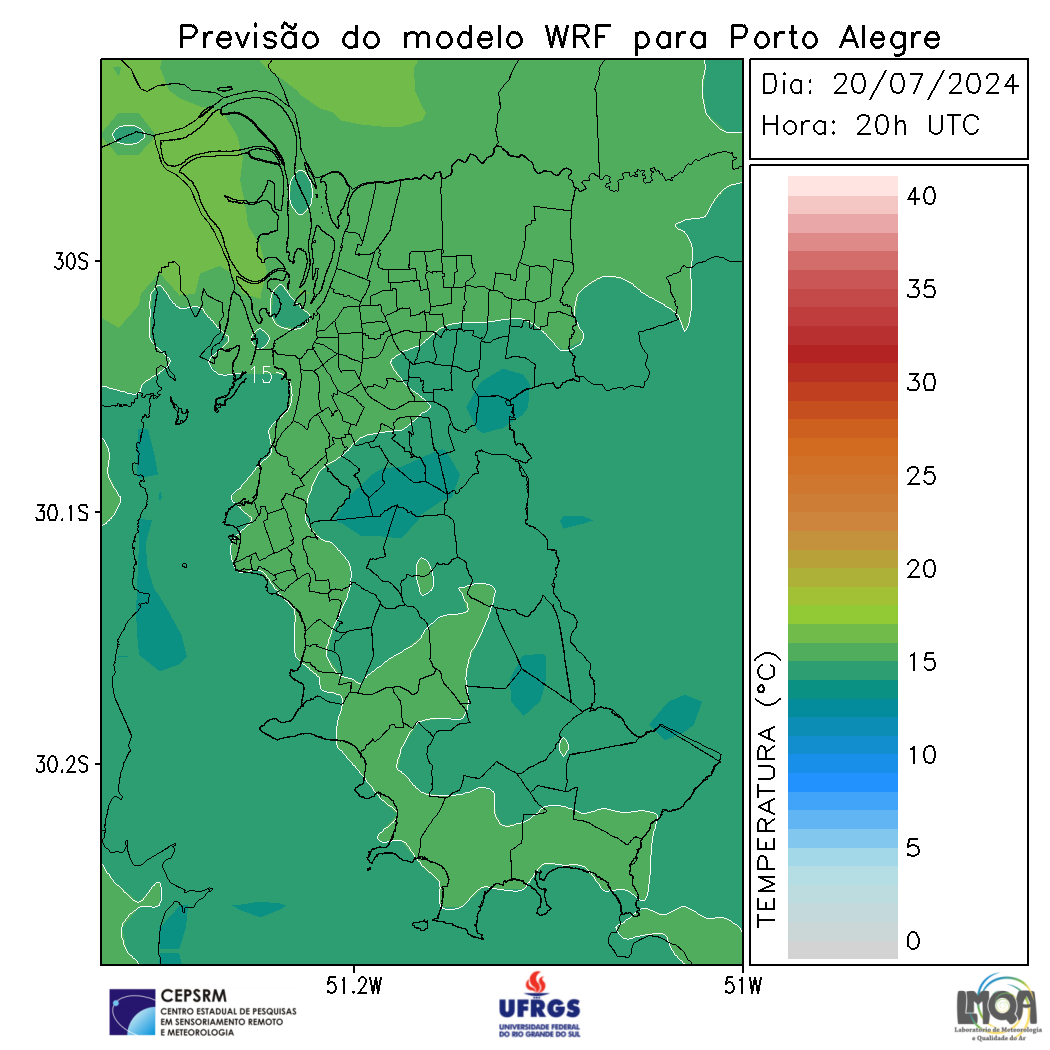 Previsão do modelo WRF para Porto Alegre
Dia: 20/07/2024
Hora: 20h UTC
30S
30.1S
30.2S
51.2W
51W
15
TEMPERATURA (°C)
40
35
30
25
20
15
10
5
0
CEPSRM
CENTRO ESTADUAL DE PESQUISAS
EM SENSORIAMENTO REMOTO
E METEOROLOGIA
UFRGS
UNIVERSIDADE FEDERAL
DO RIO GRANDE DO SUL
LMQA
Laboratório de Meteorologia
e Qualidade do Ar